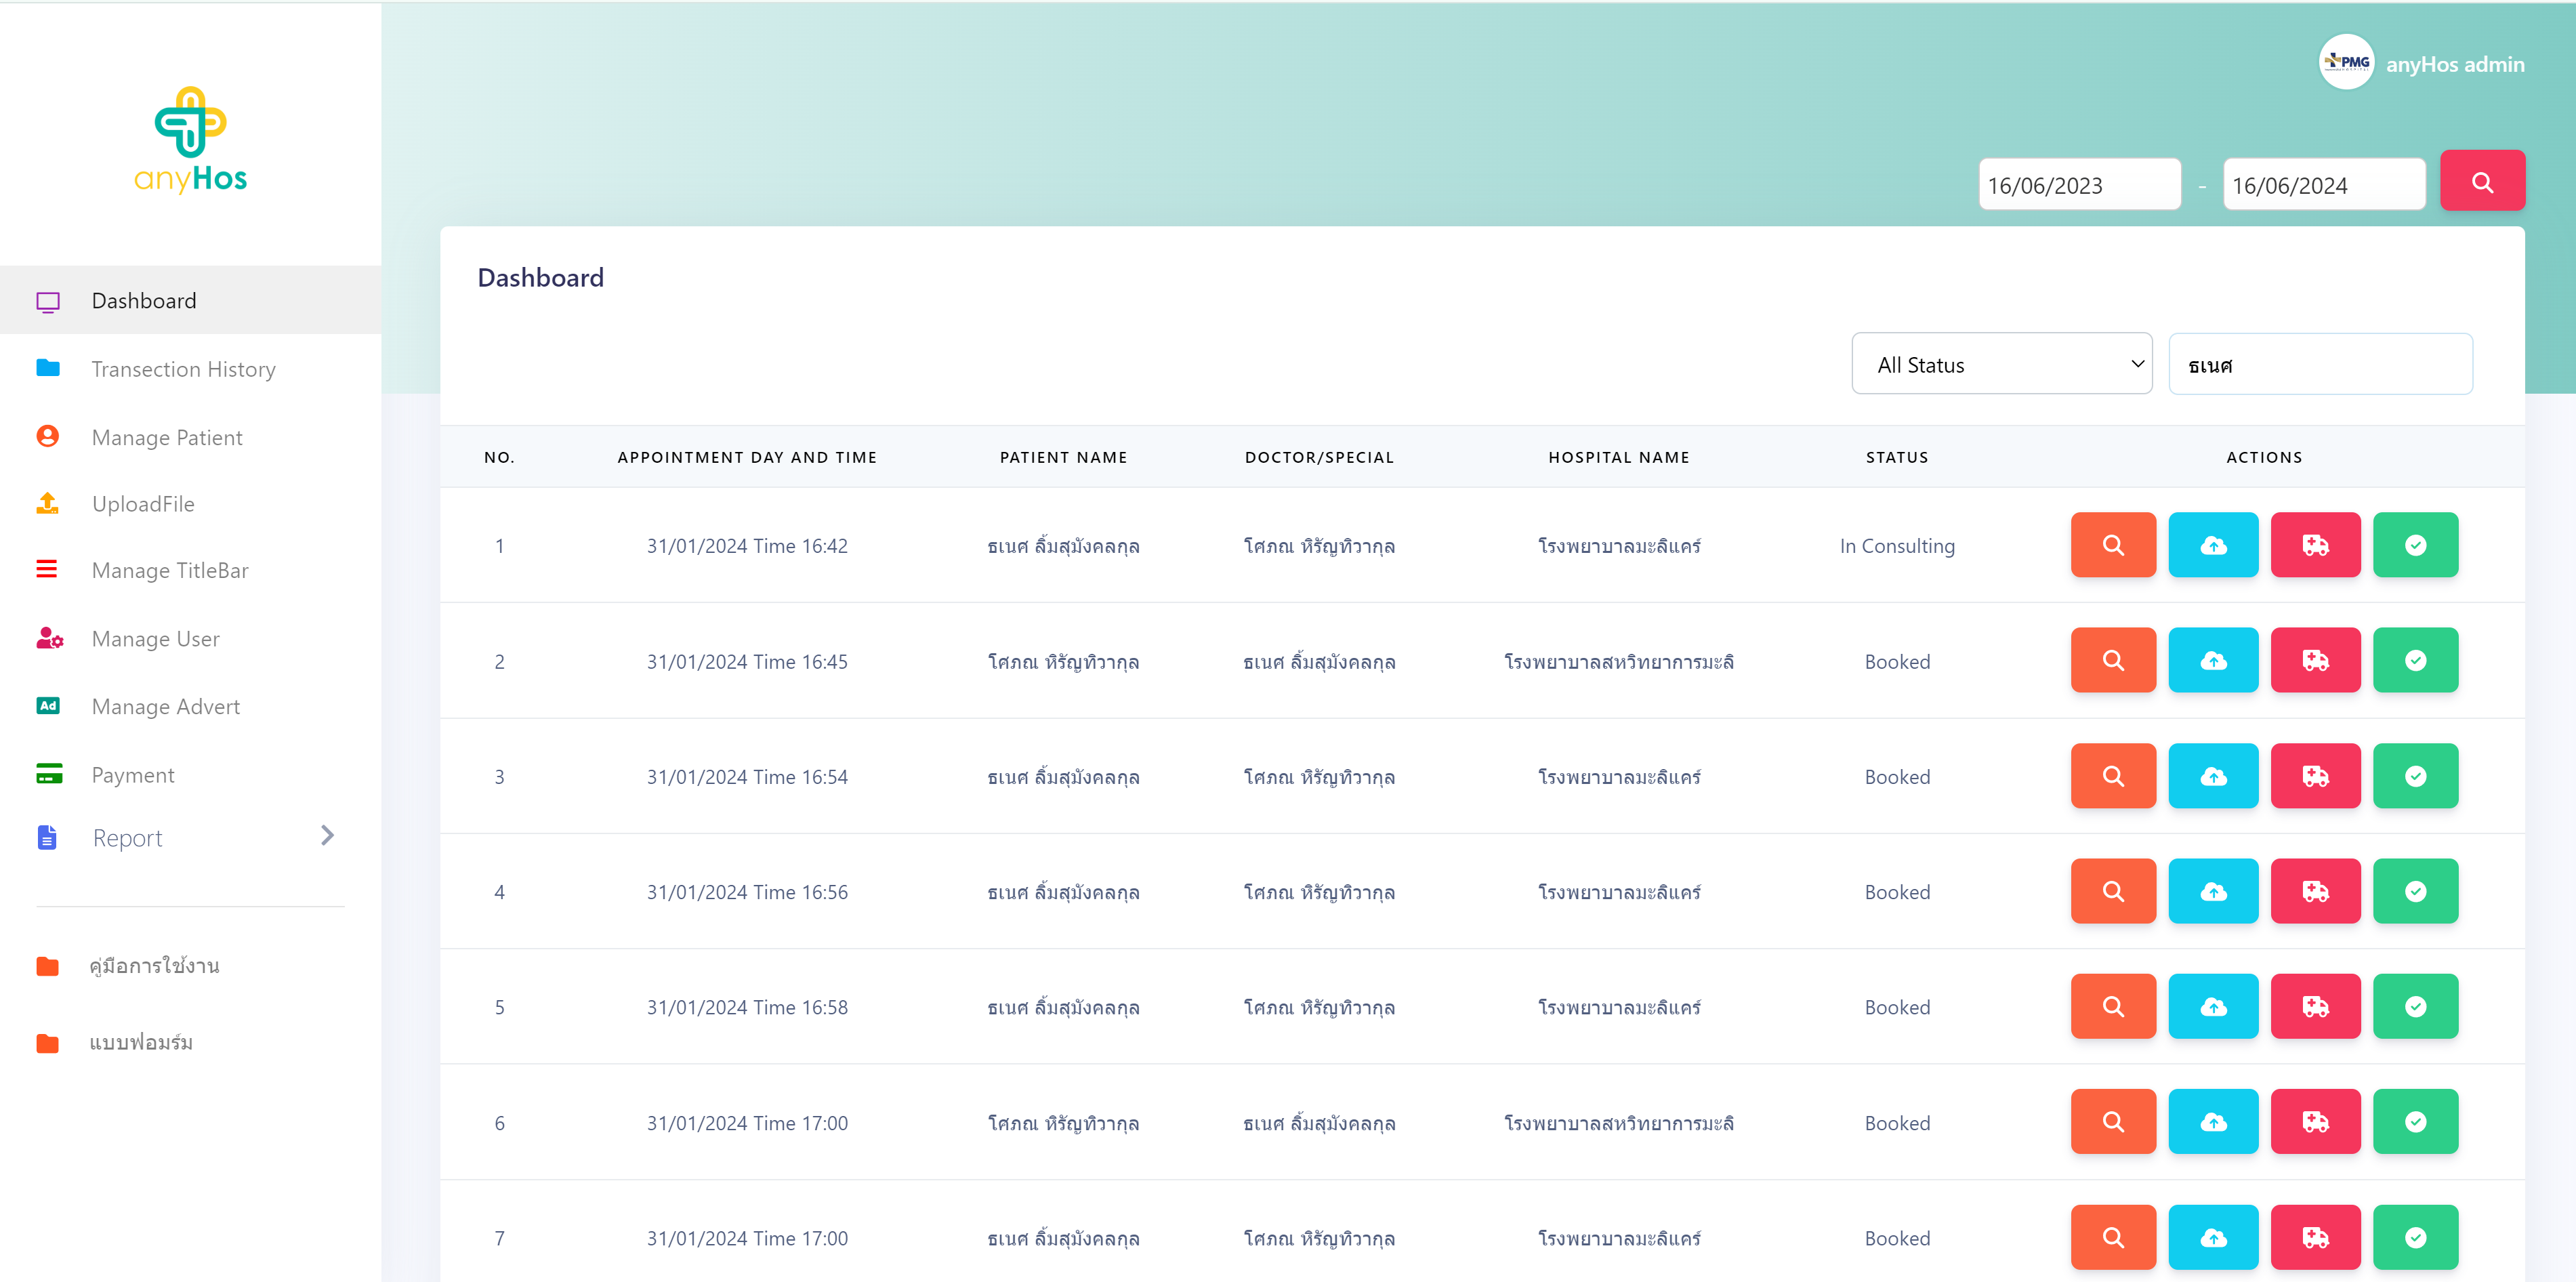 PMG
anyHos admin
anyHos
16/06/2023 - 16/06/2024
Dashboard
Transection History
Manage Patient
UploadFile
Manage TitleBar
Manage User
Ad Manage Advert
Payment
Report
คู่มือการใช้งาน
แบบฟอมร์ม
Dashboard
All Status ธเนศ
NO. APPOINTMENT DAY AND TIME PATIENT NAME DOCTOR/SPECIAL HOSPITAL NAME STATUS ACTIONS
1 31/01/2024 Time 16:42 ธเนศ ลิ้มสุมังคลกุล โศภณ หิรัญทิวากุล โรงพยาบาลมะลิแคร์ In Consulting
2 31/01/2024 Time 16:45 โศภณ หิรัญทิวากุล ธเนศ ลิ้มสุมังคลกุล โรงพยาบาลสหวิทยาการมะลิ Booked
3 31/01/2024 Time 16:54 ธเนศ ลิ้มสุมังคลกุล โศภณ หิรัญทิวากุล โรงพยาบาลมะลิแคร์ Booked
4 31/01/2024 Time 16:56 ธเนศ ลิ้มสุมังคลกุล โศภณ หิรัญทิวากุล โรงพยาบาลมะลิแคร์ Booked
5 31/01/2024 Time 16:58 ธเนศ ลิ้มสุมังคลกุล โศภณ หิรัญทิวากุล โรงพยาบาลมะลิแคร์ Booked
6 31/01/2024 Time 17:00 โศภณ หิรัญทิวากุล ธเนศ ลิ้มสุมังคลกุล โรงพยาบาลสหวิทยาการมะลิ Booked
7 31/01/2024 Time 17:00 ธเนศ ลิ้มสุมังคลกุล โศภณ หิรัญทิวากุล โรงพยาบาลมะลิแคร์ Booked